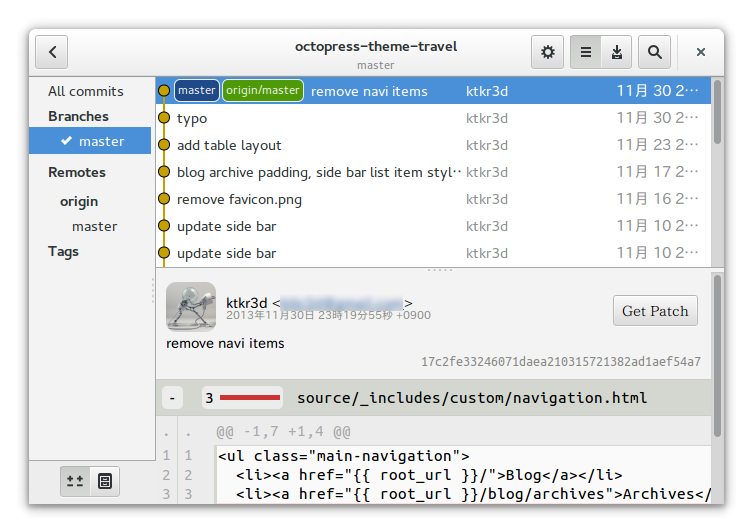 octopress-theme-travel
master
All commits
Branches
master
Remotes
origin
master
Tags
master origin/master remove navi items ktkr3d 11月 30 2…
typo ktkr3d 11月 30 2…
add table layout ktkr3d 11月 23 2…
blog archive padding, side bar list item styl… ktkr3d 11月 17 2…
remove favicon.png ktkr3d 11月 16 2…
update side bar ktkr3d 11月 10 2…
update side bar ktkr3d 11月 10 2…
ktkr3d < >
2013年11月30日 23時19分55秒 +0900
Get Patch
remove navi items
17c2fe33246071daea210315721382ad1aef54a7
- 3 source/_includes/custom/navigation.html
. . @@ -1,7 +1,4 @@
1 1 <ul class="main-navigation">
2 2 <li><a href="{{ root_url }}/">Blog</a></li>
3 3 <li><a href="{{ root_url }}/blog/archives">Archives</